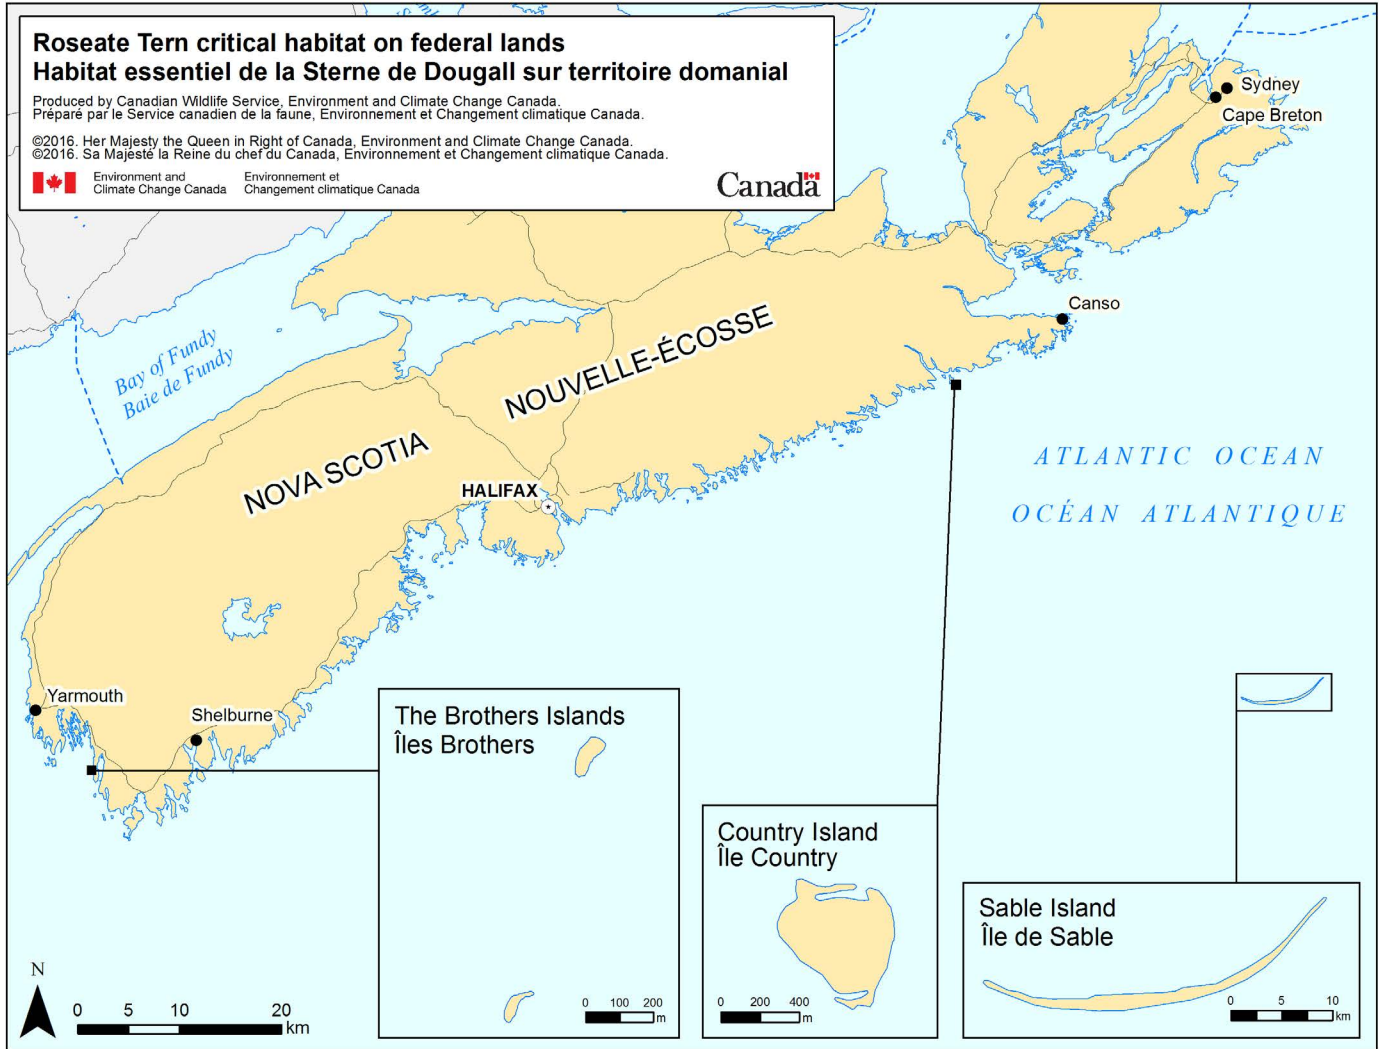 Roseate Tern critical habitat on federal lands
Habitat essentiel de la Sterne de Dougall sur territoire domanial
Produced by Canadian Wildlife Service, Environment and Climate Change Canada.
Préparé par le Service canadien de la faune, Environnement et Changement climatique Canada.
©2016. Her Majesty the Queen in Right of Canada, Environment and Climate Change Canada.
©2016. Sa Majesté la Reine du chef du Canada, Environnement et Changement climatique Canada.
Environment and
Climate Change Canada
Environnement et
Changement climatique Canada
Canada
Sydney
Cape Breton
Canso
Bay of Fundy
Baie de Fundy
NOUVELLE-ÉCOSSE
NOVA SCOTIA
HALIFAX
ATLANTIC OCEAN
OCÉAN ATLANTIQUE
Yarmouth
Shelburne
The Brothers Islands
Îles Brothers
0 100 200
m
Country Island
Île Country
0 200 400
m
Sable Island
Île de Sable
0 5 10
km
N
0 5 10 20
km